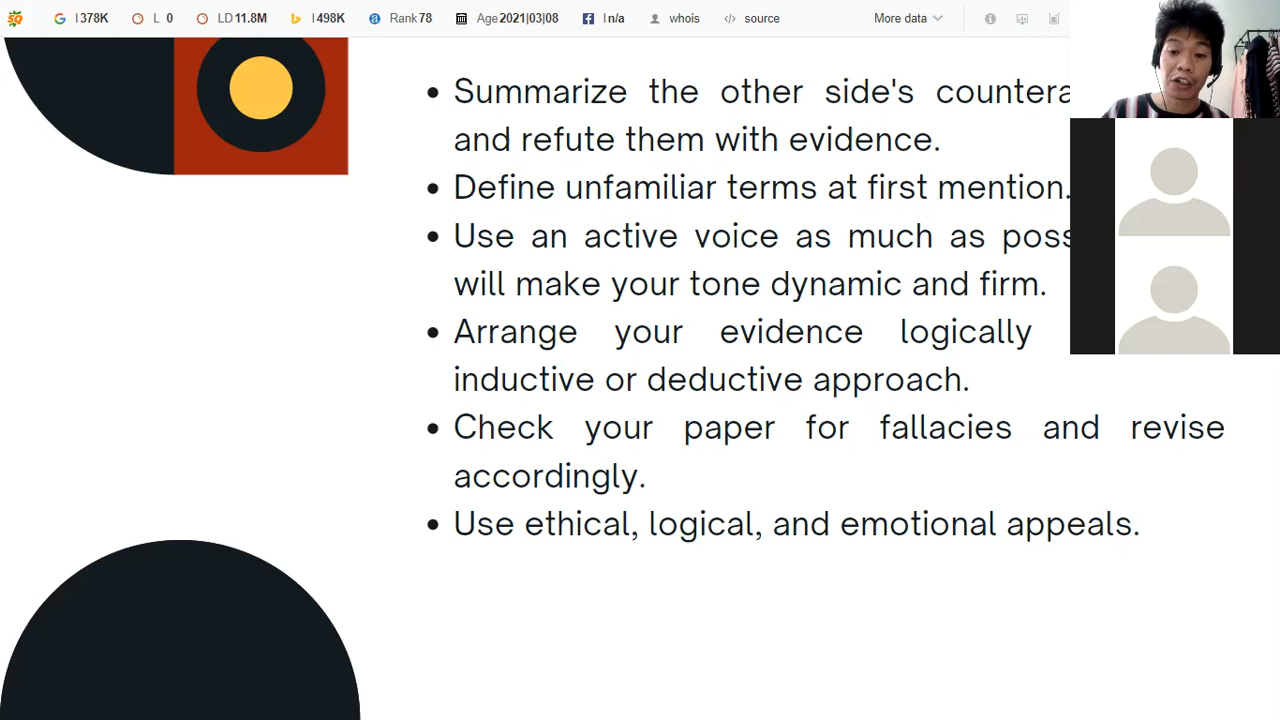 SQ I 378K L 0 LD 11.8M I 498K Rank 78 Age 2021|03|08 I n/a whois source More data
• Summarize the other side's
and refute them with evidence.
• Define unfamiliar terms at first mention.
• Use an active voice as much as
will make your tone dynamic and firm.
• Arrange your evidence logically
inductive or deductive approach.
• Check your paper for fallacies and revise
accordingly.
• Use ethical, logical, and emotional appeals.